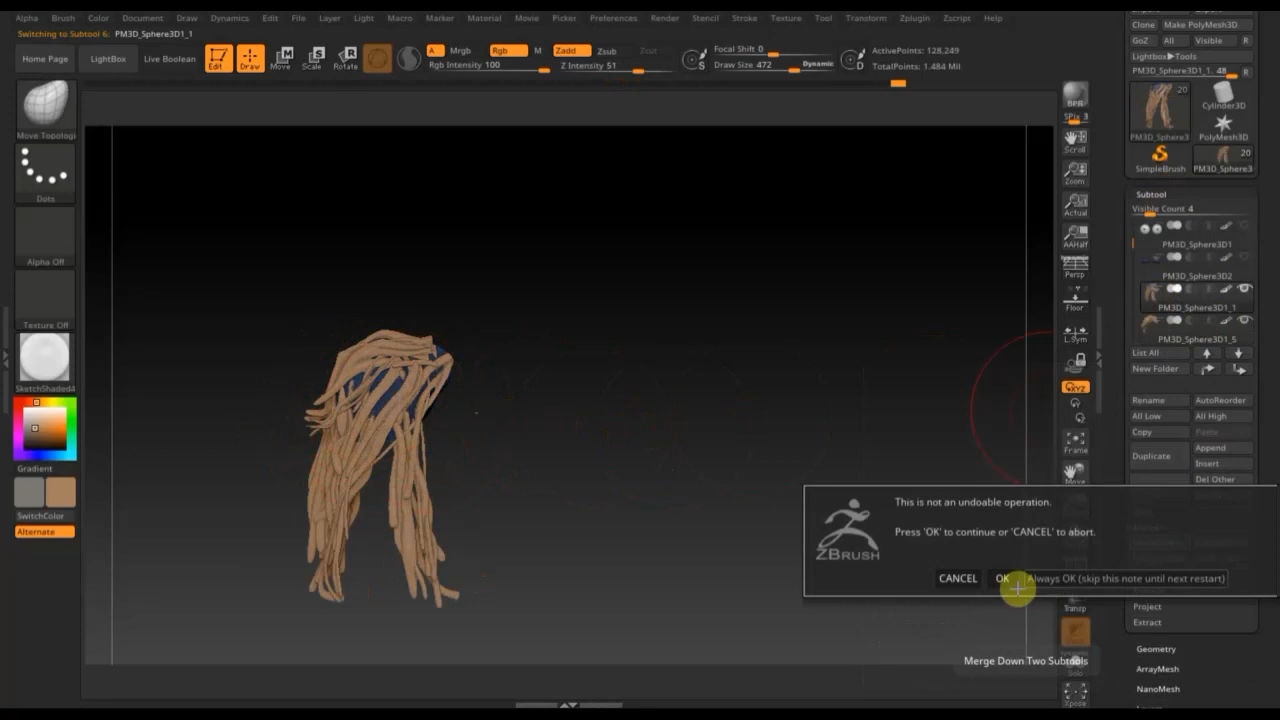 Alpha Brush Color Document Draw Dynamics Edit File Layer Light Macro Marker Material Movie Picker Preferences Render Stencil Stroke Texture Tool Transform Zplugin Zscript Help
Switching to Subtool 6: PM3D_Sphere3D1_1
Home Page
LightBox
Live Boolean
Edit
Draw
Move
Scale
Rotate
A
Mrgb
Rgb
M
Rgb Intensity 100
Zadd
Zsub
Zcut
Z Intensity 51
S
Focal Shift 0
Draw Size 472
Dynamic
D
ActivePoints: 128,249
TotalPoints: 1.484 Mil
Move Topologi
Dots
Alpha Off
Texture Off
SketchShaded4
Gradient
SwitchColor
Alternate
BPR
SPix 3
Scroll
Zoom
Actual
AAHalf
Dynamic
Persp
Floor
L.Sym
XYZ
Frame
Move
Transp
Solo
Xpose
Clone
Make PolyMesh3D
GoZ
All
Visible
R
Lightbox▶Tools
PM3D_Sphere3D1_1. 48
R
20
PM3D_Sphere3
Cylinder3D
PolyMesh3D
SimpleBrush
20
PM3D_Sphere3
Subtool
Visible Count 4
PM3D_Sphere3D1
PM3D_Sphere3D2
PM3D_Sphere3D1_1
PM3D_Sphere3D1_5
List All
New Folder
Rename
AutoReorder
All Low
All High
Copy
Paste
Duplicate
Append
Insert
Del Other
This is not an undoable operation.
Press 'OK' to continue or 'CANCEL' to abort.
ZBRUSH
CANCEL
OK
Always OK (skip this note until next restart)
Merge Down Two Subtools
Project
Extract
Geometry
ArrayMesh
NanoMesh